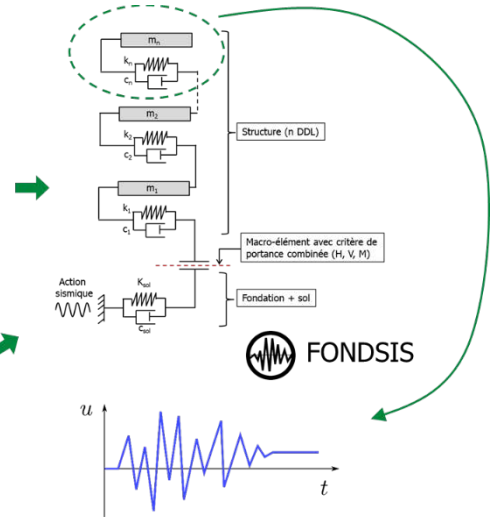 mn
kn
cn
m2
k2
c2
Structure (n DDL)
m1
k1
c1
Macro-élément avec critère de
portance combinée (H, V, M)
Action
sismique
Ksol
csol
Fondation + sol
FONDSIS
u
t